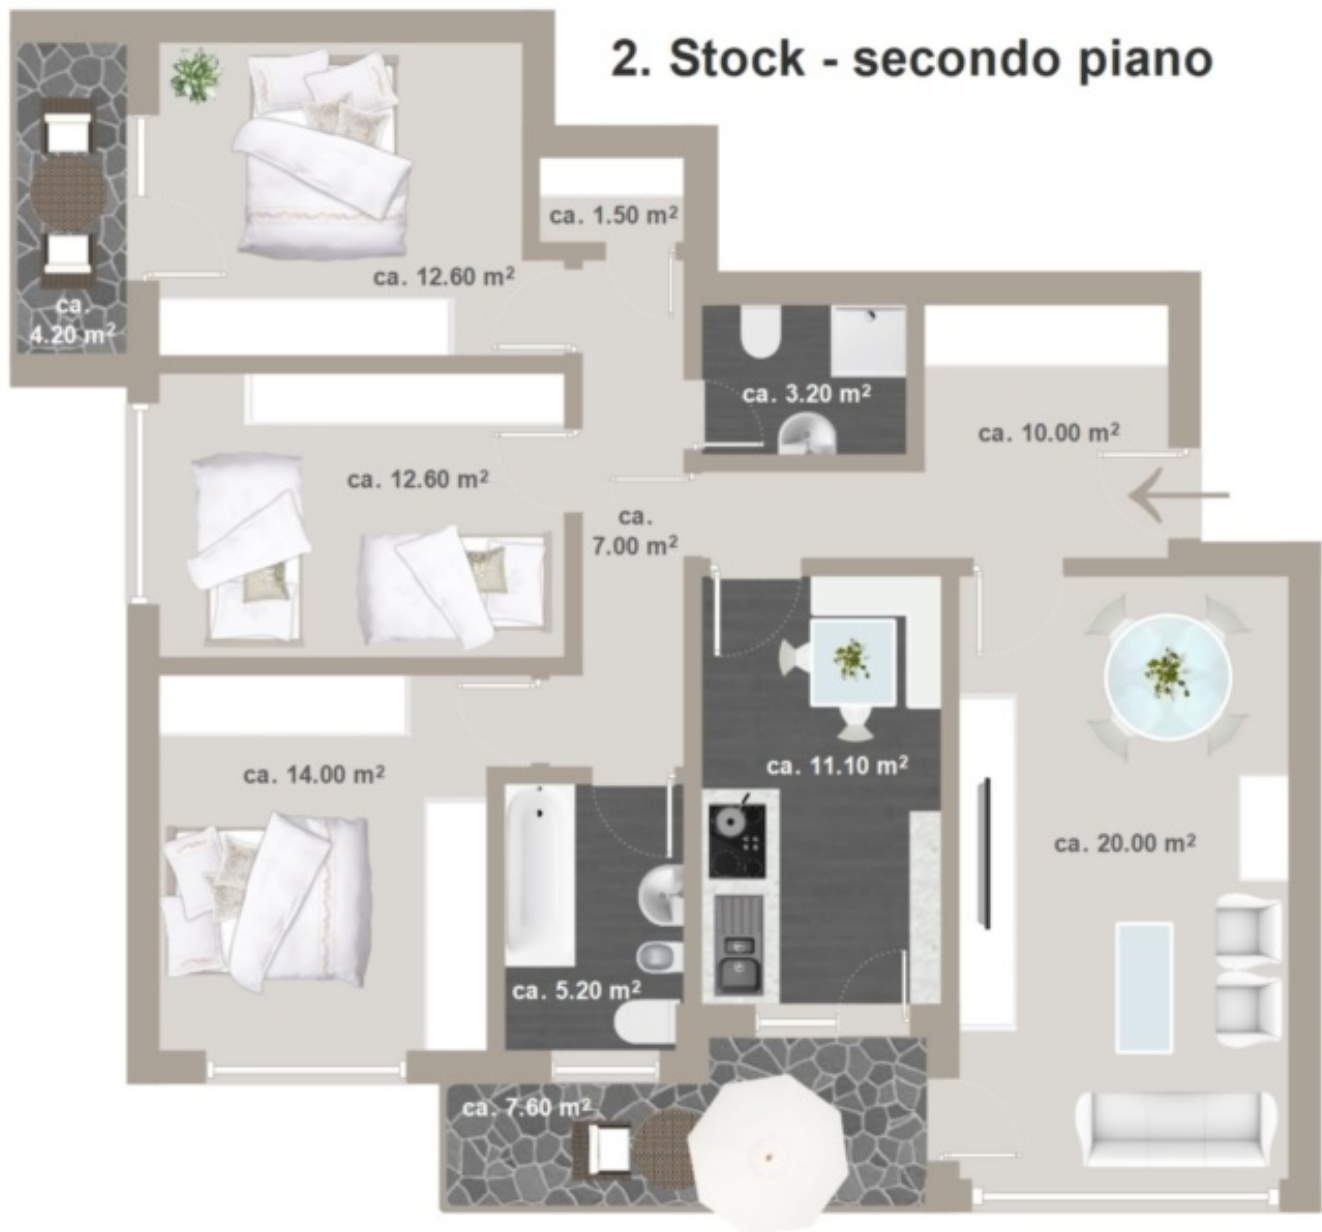 2. Stock - secondo piano
ca. 1.50 m²
ca. 12.60 m²
ca.
4.20 m²
ca. 3.20 m²
ca. 10.00 m²
ca. 12.60 m²
ca.
7.00 m²
ca. 14.00 m²
ca. 11.10 m²
ca. 20.00 m²
ca. 5.20 m²
ca. 7.60 m²